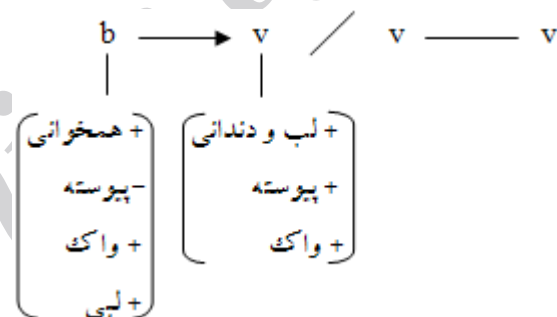 b → v / v — v
+ همخوانی + لب و دندانی
-پیوسته + پیوسته
+ واک + واک
+ لبی